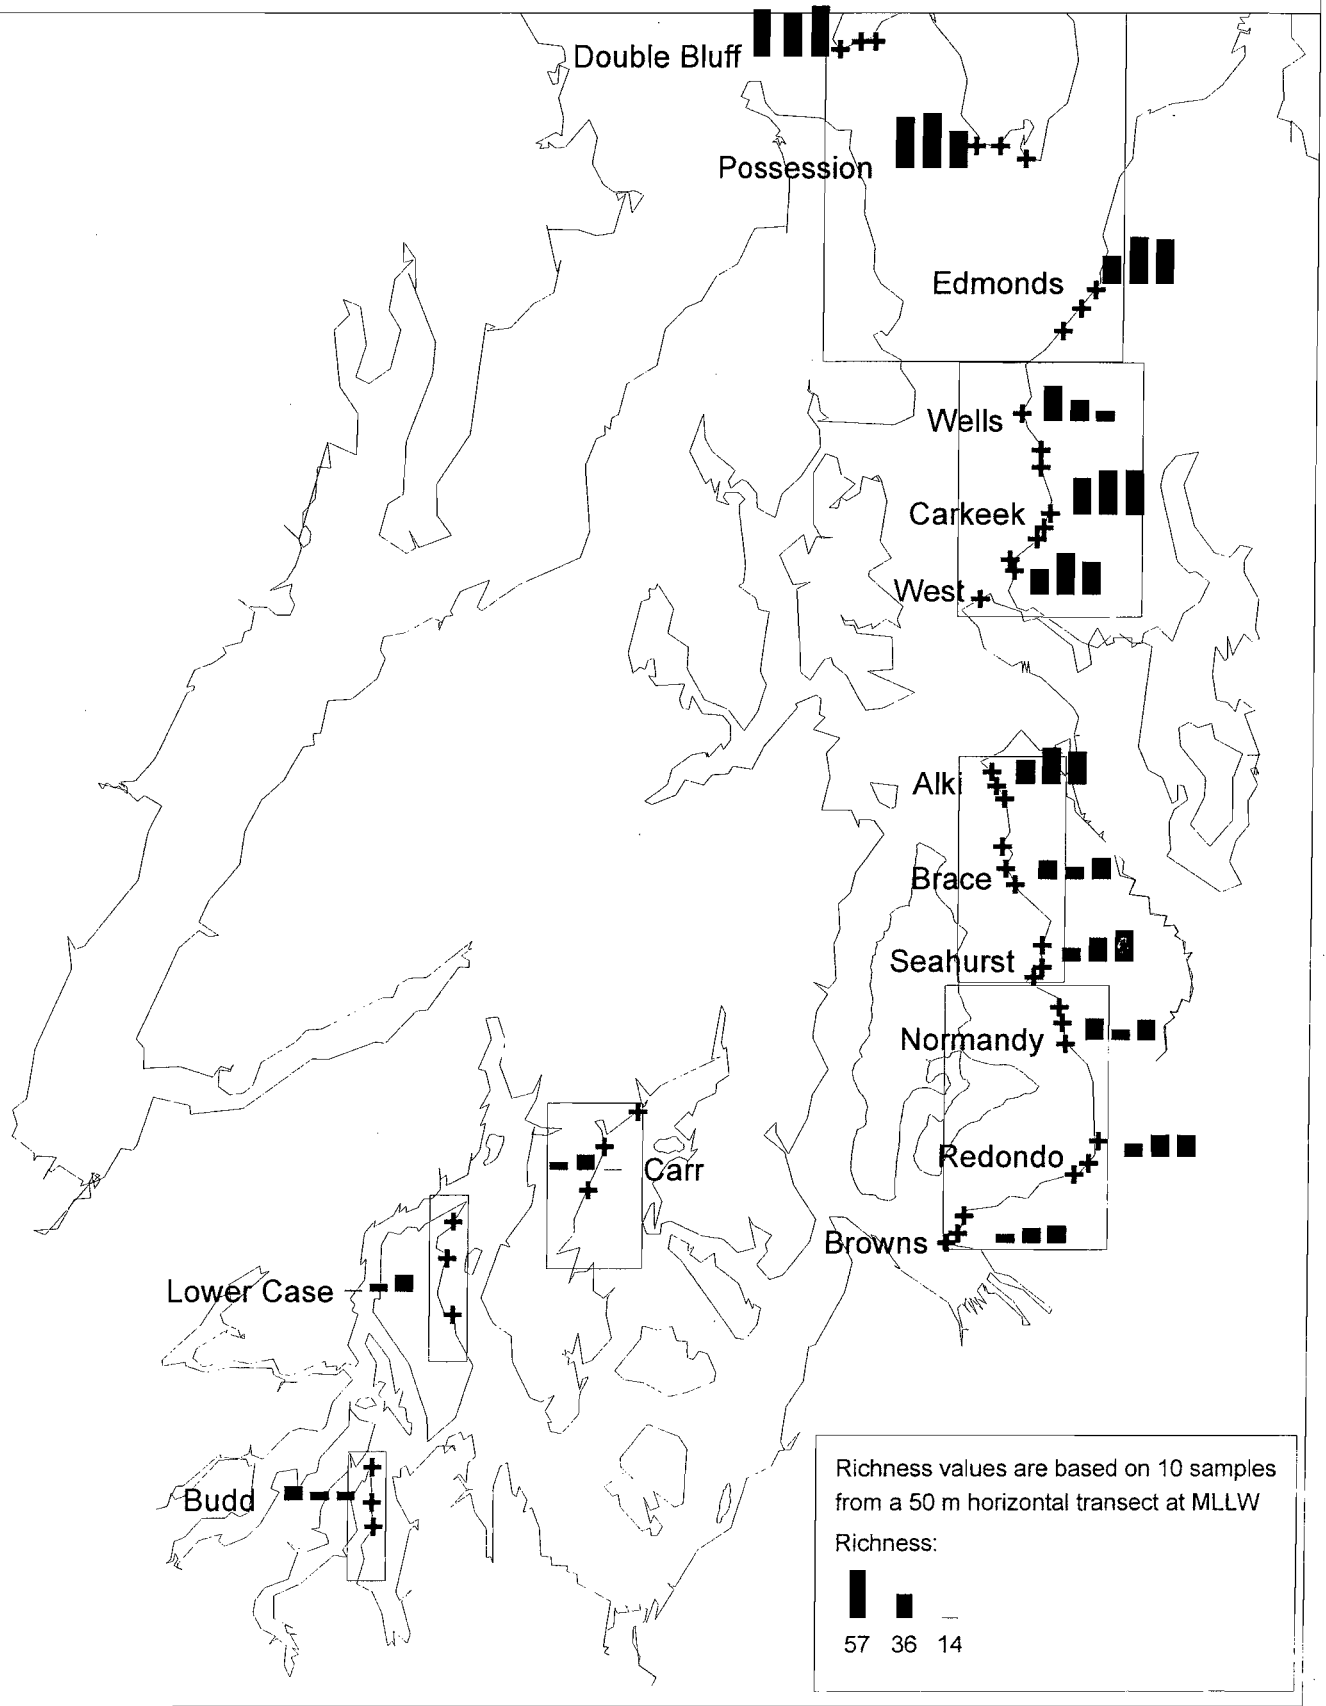 Double Bluff
Possession
Edmonds
Wells
Carkeek
West
Alki
Brace
Seahurst
Normandy
Redondo
Carr
Browns
Lower Case
Budd
Richness values are based on 10 samples
from a 50 m horizontal transect at MLLW
Richness:
57 36 14